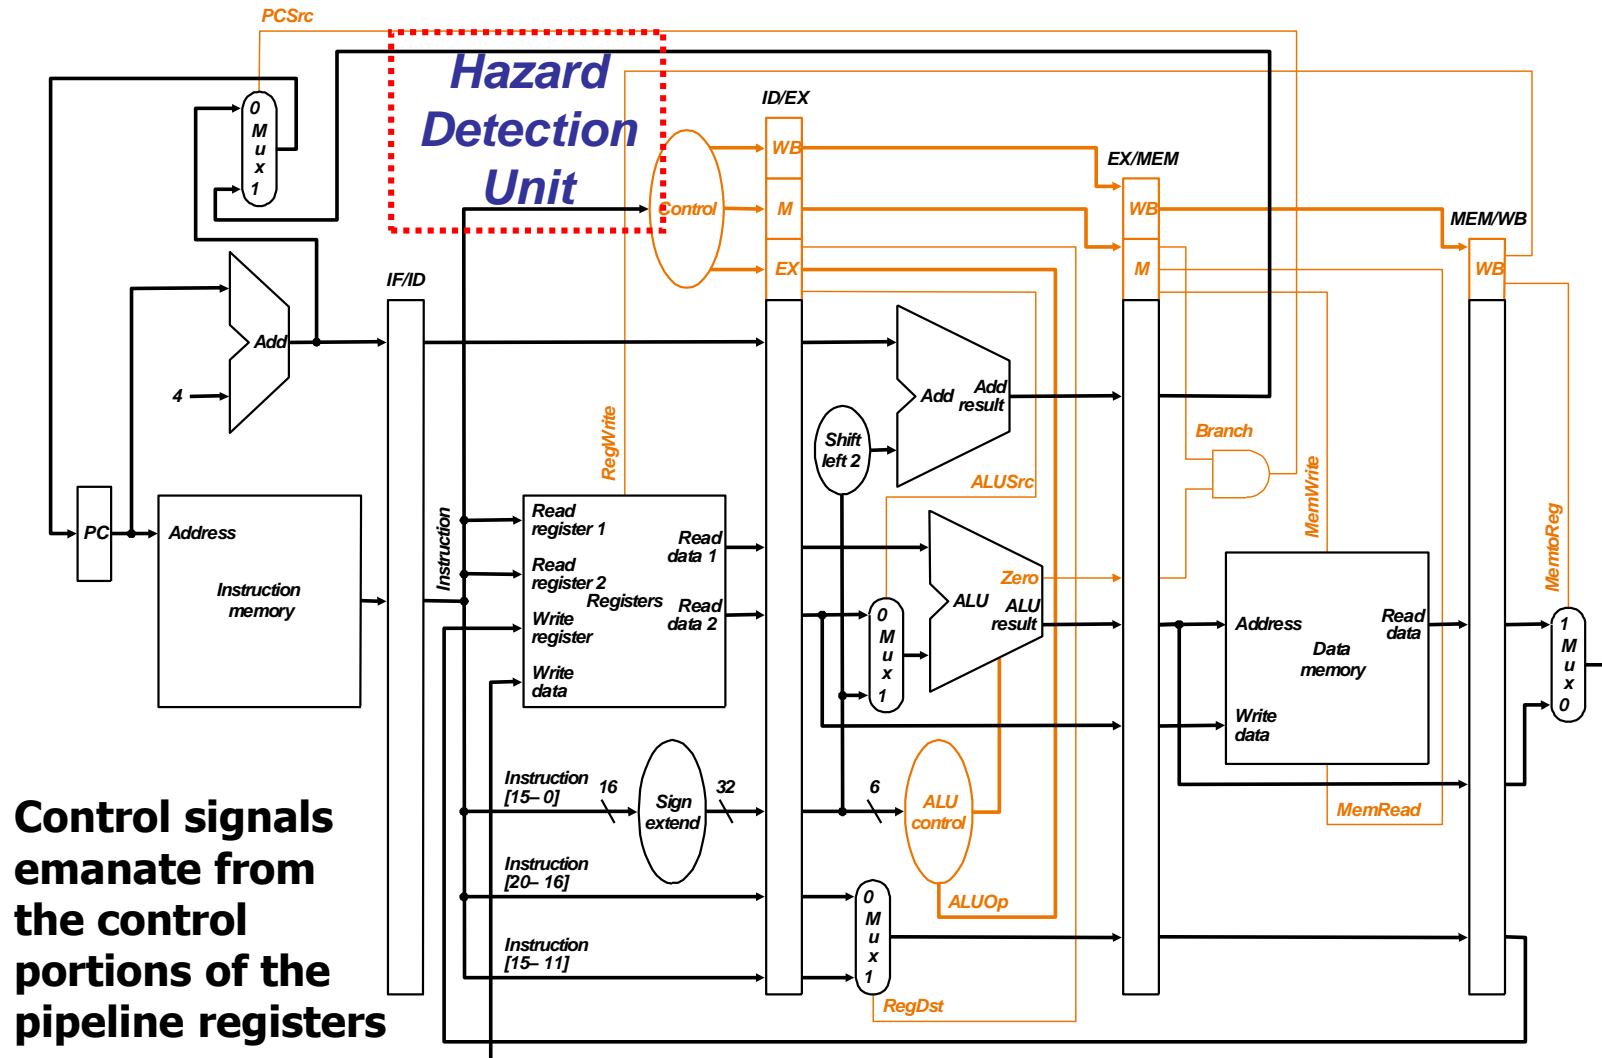 PCSrc
Hazard
Detection
Unit
ID/EX
0
M
u
x
1
WB
EX/MEM
Control
M
WB
MEM/WB
EX
M
WB
IF/ID
Add
4
Add
Add
result
RegWrite
Shift
left 2
Branch
ALUSrc
MemWrite
MemtoReg
PC
Address
Instruction
memory
Instruction
Read
register 1
Read
register 2
Write
register
Write
data
Registers
Read
data 1
Read
data 2
0
M
u
x
1
Zero
ALU
ALU
result
Address
Read
data
Data
memory
Write
data
1
M
u
x
0
Instruction
[15– 0]
16
Sign
extend
32
6
ALU
control
MemRead
Instruction
[20– 16]
ALUOp
0
M
u
x
1
Instruction
[15– 11]
RegDst
Control signals
emanate from
the control
portions of the
pipeline registers